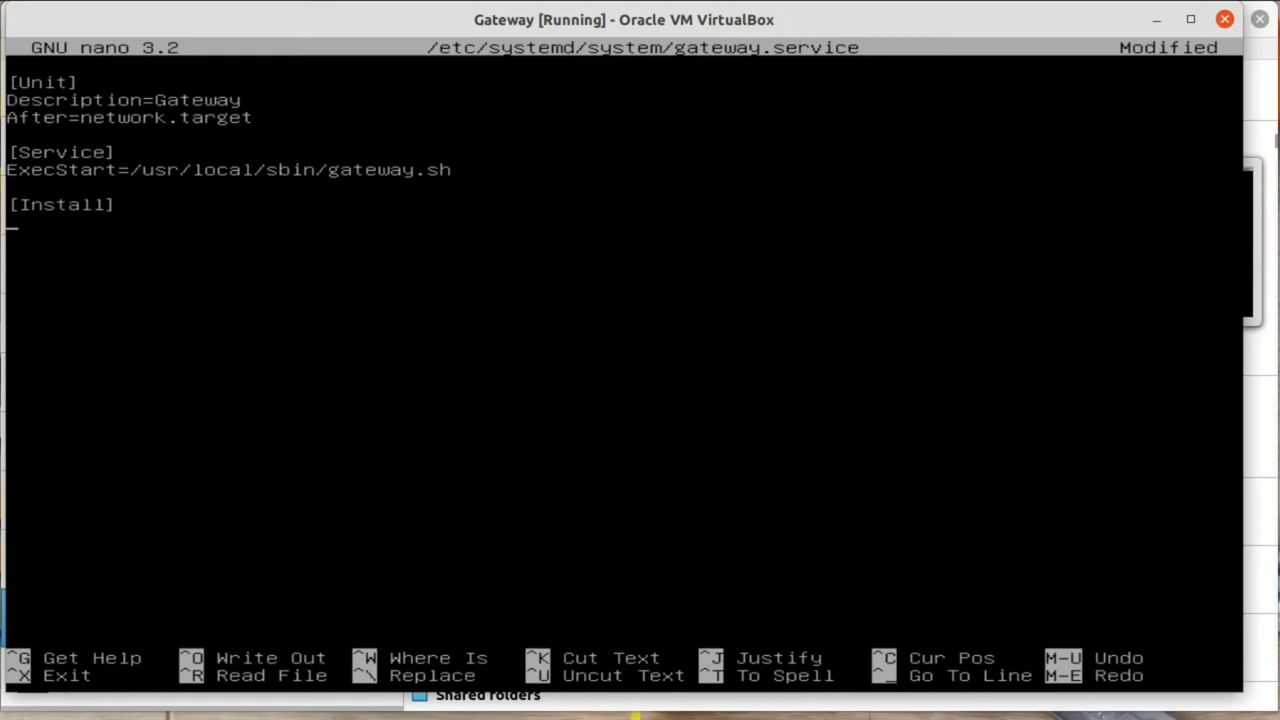 Gateway [Running] - Oracle VM VirtualBox
GNU nano 3.2 /etc/systemd/system/gateway.service Modified
[Unit]
Description=Gateway
After=network.target
[Service]
ExecStart=/usr/local/sbin/gateway.sh
[Install]
^G Get Help ^O Write Out ^W Where Is ^K Cut Text ^J Justify ^C Cur Pos M-U Undo
^X Exit ^R Read File ^\ Replace ^U Uncut Text ^T To Spell ^_ Go To Line M-E Redo
Shared folders